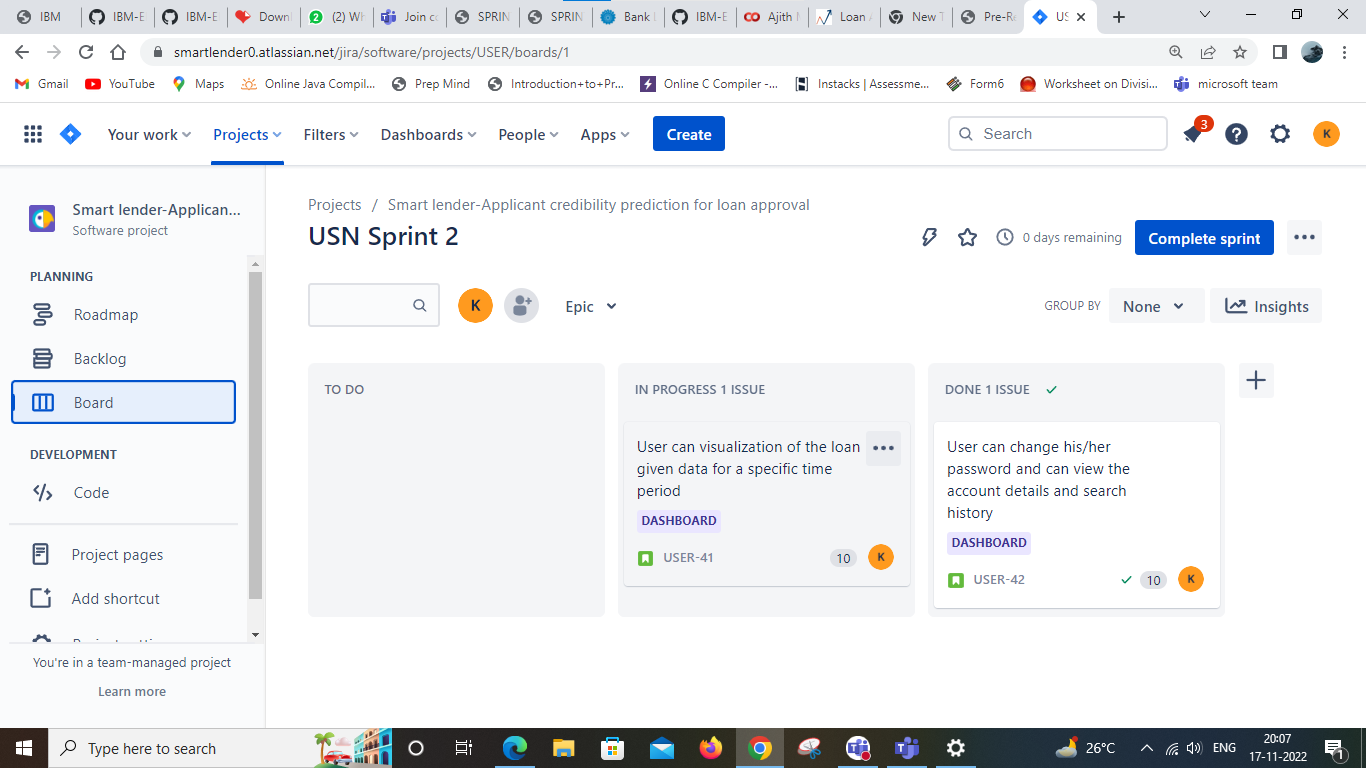 IBM
IBM-E
IBM-E
Downl
(2) Wh
Join co
SPRIN
SPRIN
Bank L
IBM-E
Ajith M
Loan A
New T
Pre-Re
US
smartlender0.atlassian.net/jira/software/projects/USER/boards/1
Gmail
YouTube
Maps
Online Java Compil...
Prep Mind
Introduction+to+Pr...
Online C Compiler -...
Instacks | Assessme...
Form6
Worksheet on Divisi...
microsoft team
Your work
Projects
Filters
Dashboards
People
Apps
Create
Search
3
K
Smart lender-Applican...
Software project
PLANNING
Roadmap
Backlog
Board
DEVELOPMENT
Code
Project pages
Add shortcut
You're in a team-managed project
Learn more
Projects / Smart lender-Applicant credibility prediction for loan approval
USN Sprint 2
0 days remaining
Complete sprint
K
Epic
GROUP BY
None
Insights
TO DO
IN PROGRESS 1 ISSUE
User can visualization of the loan
given data for a specific time
period
DASHBOARD
USER-41
10
K
DONE 1 ISSUE
User can change his/her
password and can view the
account details and search
history
DASHBOARD
USER-42
10
K
Type here to search
26°C
ENG
20:07
17-11-2022
1